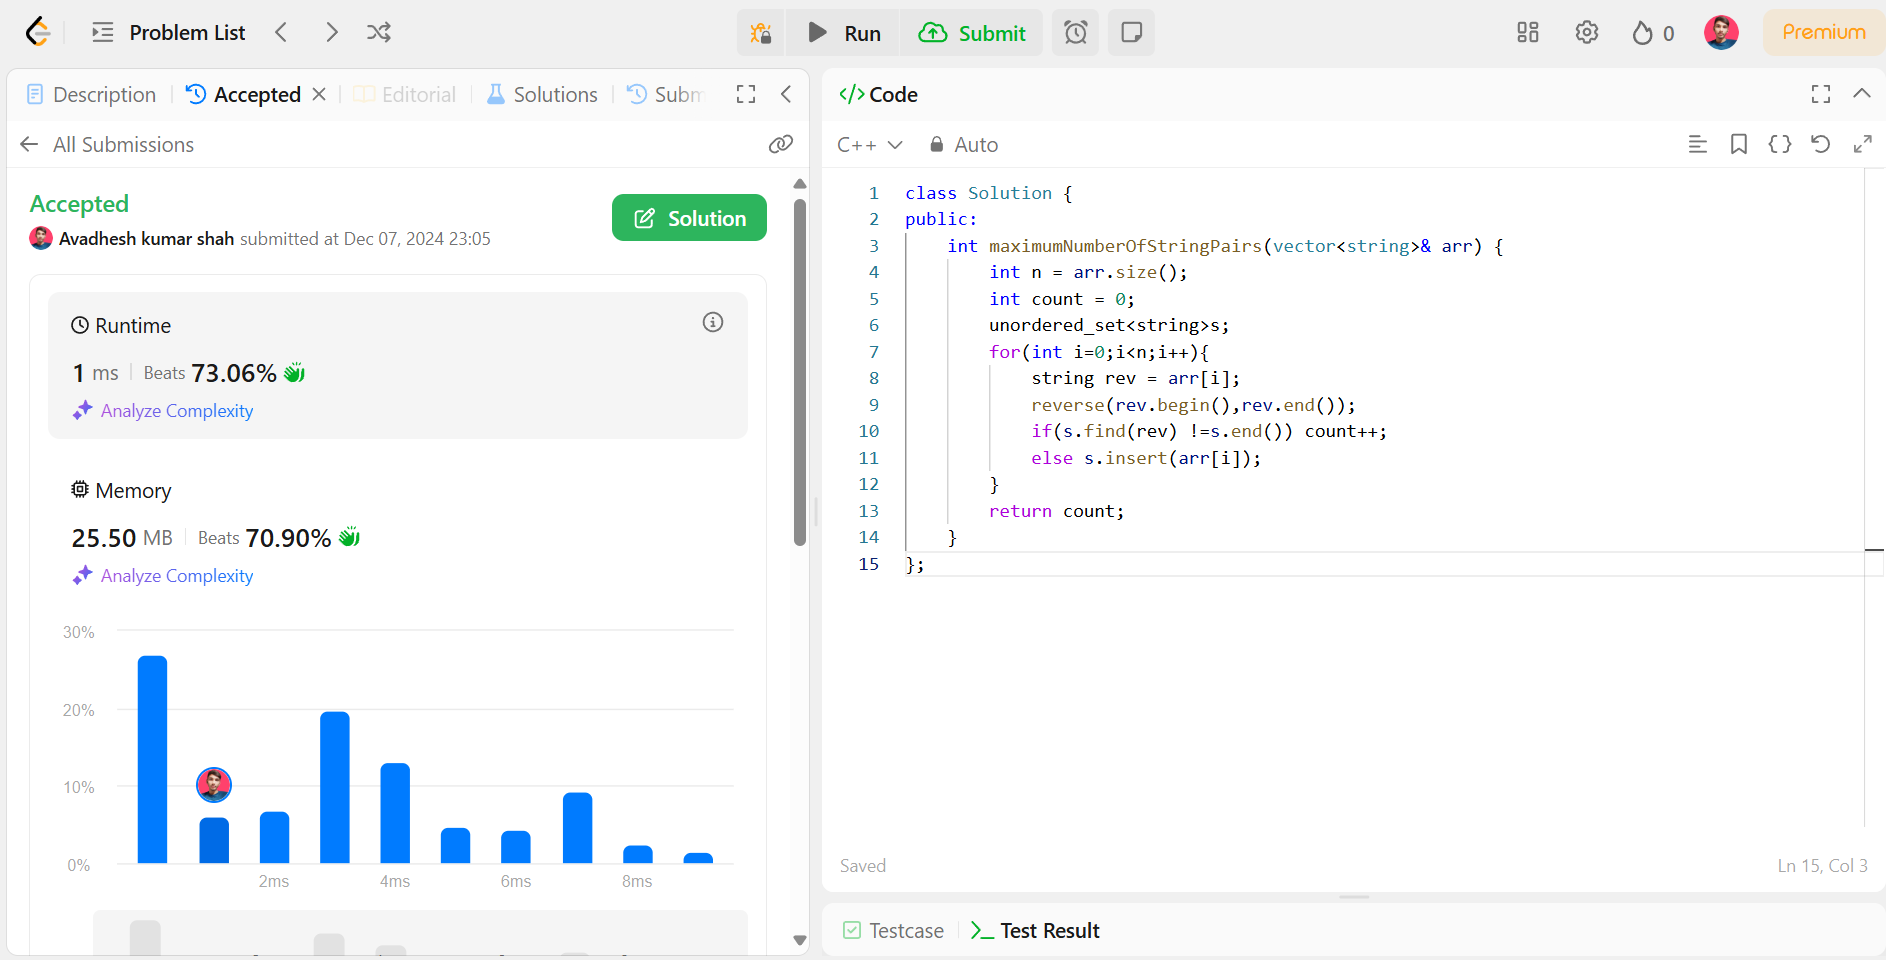 Problem List
Run
Submit
0
Premium
Description
Accepted
Editorial
Solutions
Subm
All Submissions
Accepted
Avadhesh kumar shah submitted at Dec 07, 2024 23:05
Solution
Runtime
1 ms
Beats 73.06%
Analyze Complexity
Memory
25.50 MB
Beats 70.90%
Analyze Complexity
30%
20%
10%
0%
2ms
4ms
6ms
8ms
</> Code
C++
Auto
1 class Solution {
2 public:
3     int maximumNumberOfStringPairs(vector<string>& arr) {
4         int n = arr.size();
5         int count = 0;
6         unordered_set<string>s;
7         for(int i=0;i<n;i++){
8             string rev = arr[i];
9             reverse(rev.begin(),rev.end());
10             if(s.find(rev) !=s.end()) count++;
11             else s.insert(arr[i]);
12         }
13         return count;
14     }
15 };
Saved
Ln 15, Col 3
Testcase
Test Result